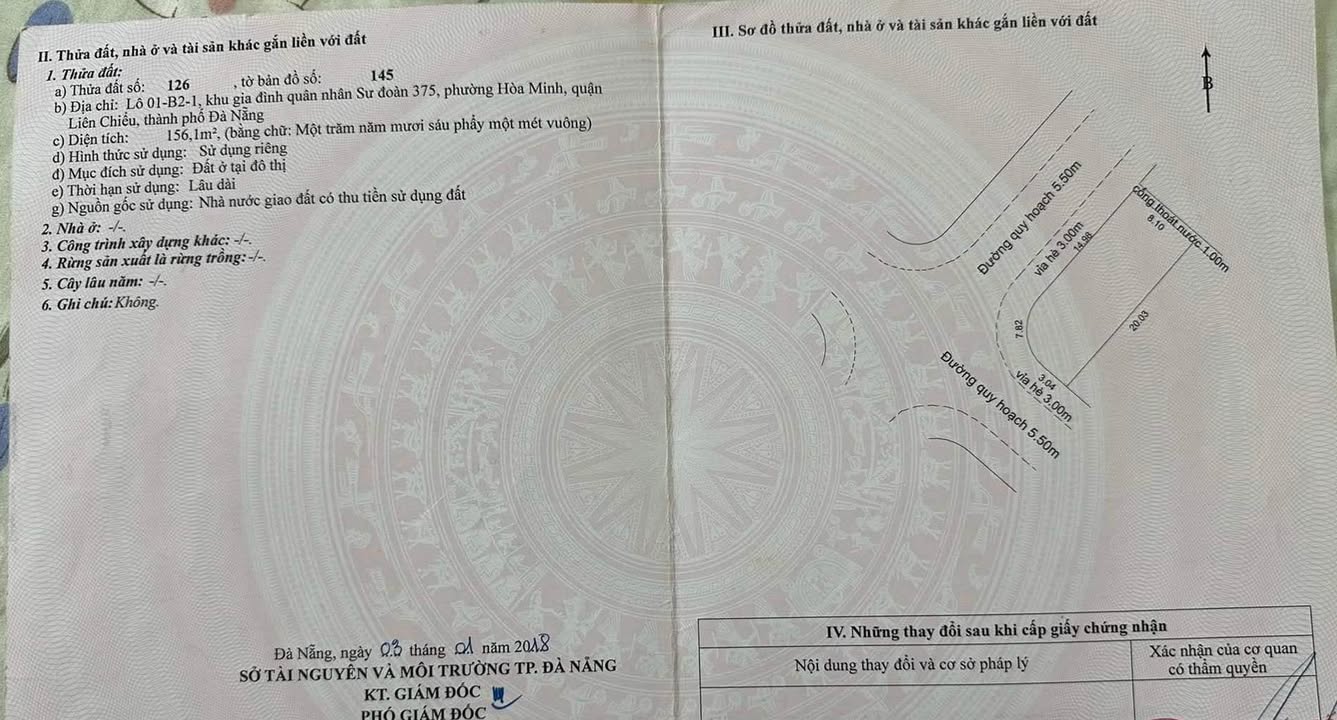 II. Thửa đất, nhà ở và tài sản khác gắn liền với đất
1. Thửa đất:
a) Thửa đất số: 126 , tờ bản đồ số: 145
b) Địa chỉ: Lô 01-B2-1, khu gia đình quân nhân Sư đoàn 375, phường Hòa Minh, quận
Liên Chiểu, thành phố Đà Nẵng
c) Diện tích: 156,1m², (bằng chữ: Một trăm năm mươi sáu phẩy một mét vuông)
d) Hình thức sử dụng: Sử dụng riêng
đ) Mục đích sử dụng: Đất ở tại đô thị
e) Thời hạn sử dụng: Lâu dài
g) Nguồn gốc sử dụng: Nhà nước giao đất có thu tiền sử dụng đất
2. Nhà ở: -/-.
3. Công trình xây dựng khác: -/-.
4. Rừng sản xuất là rừng trồng: -/-.
5. Cây lâu năm: -/-.
6. Ghi chú: Không.
Đà Nẵng, ngày 03 tháng 01 năm 2018
SỞ TÀI NGUYÊN VÀ MÔI TRƯỜNG TP. ĐÀ NẴNG
KT. GIÁM ĐỐC
PHÓ GIÁM ĐỐC
III. Sơ đồ thửa đất, nhà ở và tài sản khác gắn liền với đất
B
Đường quy hoạch 5.50m
vỉa hè 3.00m
14.98
cống thoát nước 1.00m
8.10
20.03
7.82
3.04
vỉa hè 3.00m
Đường quy hoạch 5.50m
IV. Những thay đổi sau khi cấp giấy chứng nhận
Nội dung thay đổi và cơ sở pháp lý
Xác nhận của cơ quan
có thẩm quyền